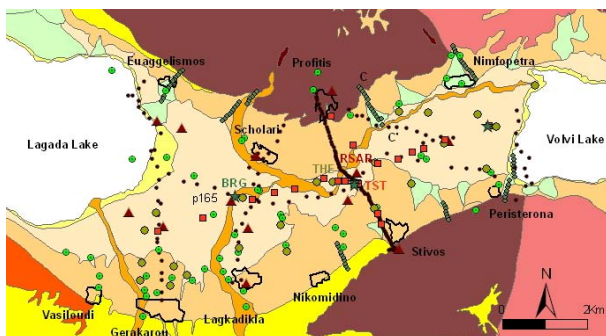 Euaggelismos
Profitis
C
Nimfopetra
Lagada Lake
Scholari
C'
Volvi Lake
RSAR
THE
BRG
TST
p165
Peristerona
Stivos
Nikomidino
Vasiloudi
Lagkadikia
Gerakarou
N
0 2Km